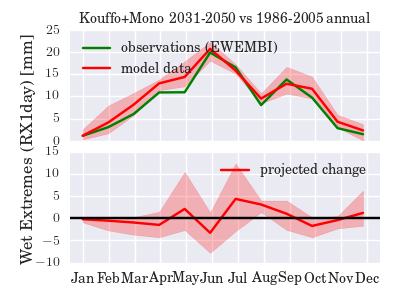 Kouffo+Mono 2031-2050 vs 1986-2005 annual
Wet Extremes (RX1day) [mm]
25
20
15
10
5
0
observations (EWEMBI)
model data
15
10
5
0
−5
−10
projected change
Jan Feb Mar Apr May Jun Jul Aug Sep Oct Nov Dec